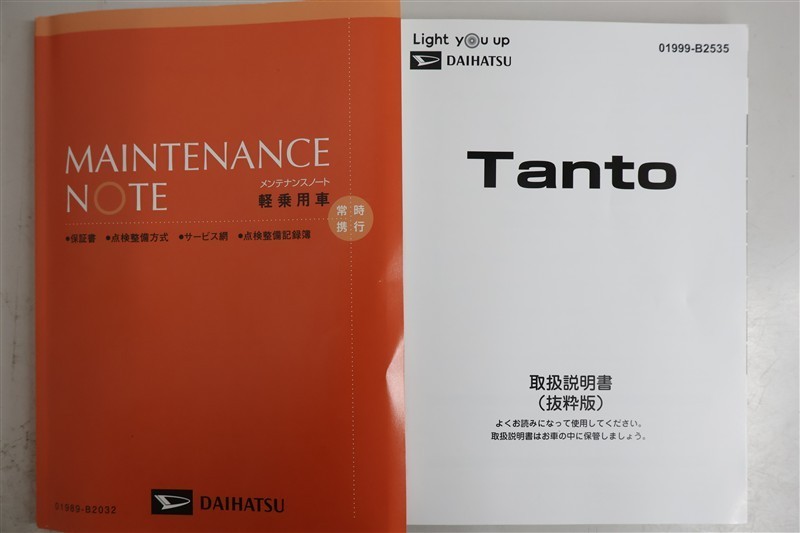 MAINTENANCE
NOTE
メンテナンスノート
軽乗用車
常時
携行
●保証書 ●点検整備方式 ●サービス網 ●点検整備記録簿
DAIHATSU
01989-B2032
Light you up
DAIHATSU
01999-B2535
Tanto
取扱説明書
（抜粋版）
よくお読みになって使用してください。
取扱説明書はお車の中に保管しましょう。